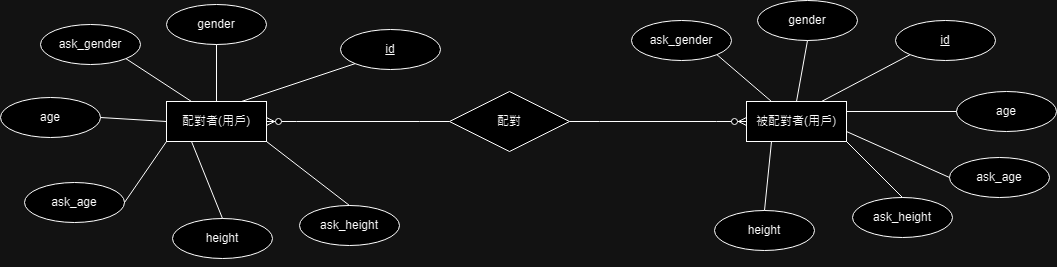 gender
ask_gender
id
age
配對者(用戶)
ask_age
height
ask_height
配對
gender
ask_gender
id
被配對者(用戶)
age
ask_age
ask_height
height